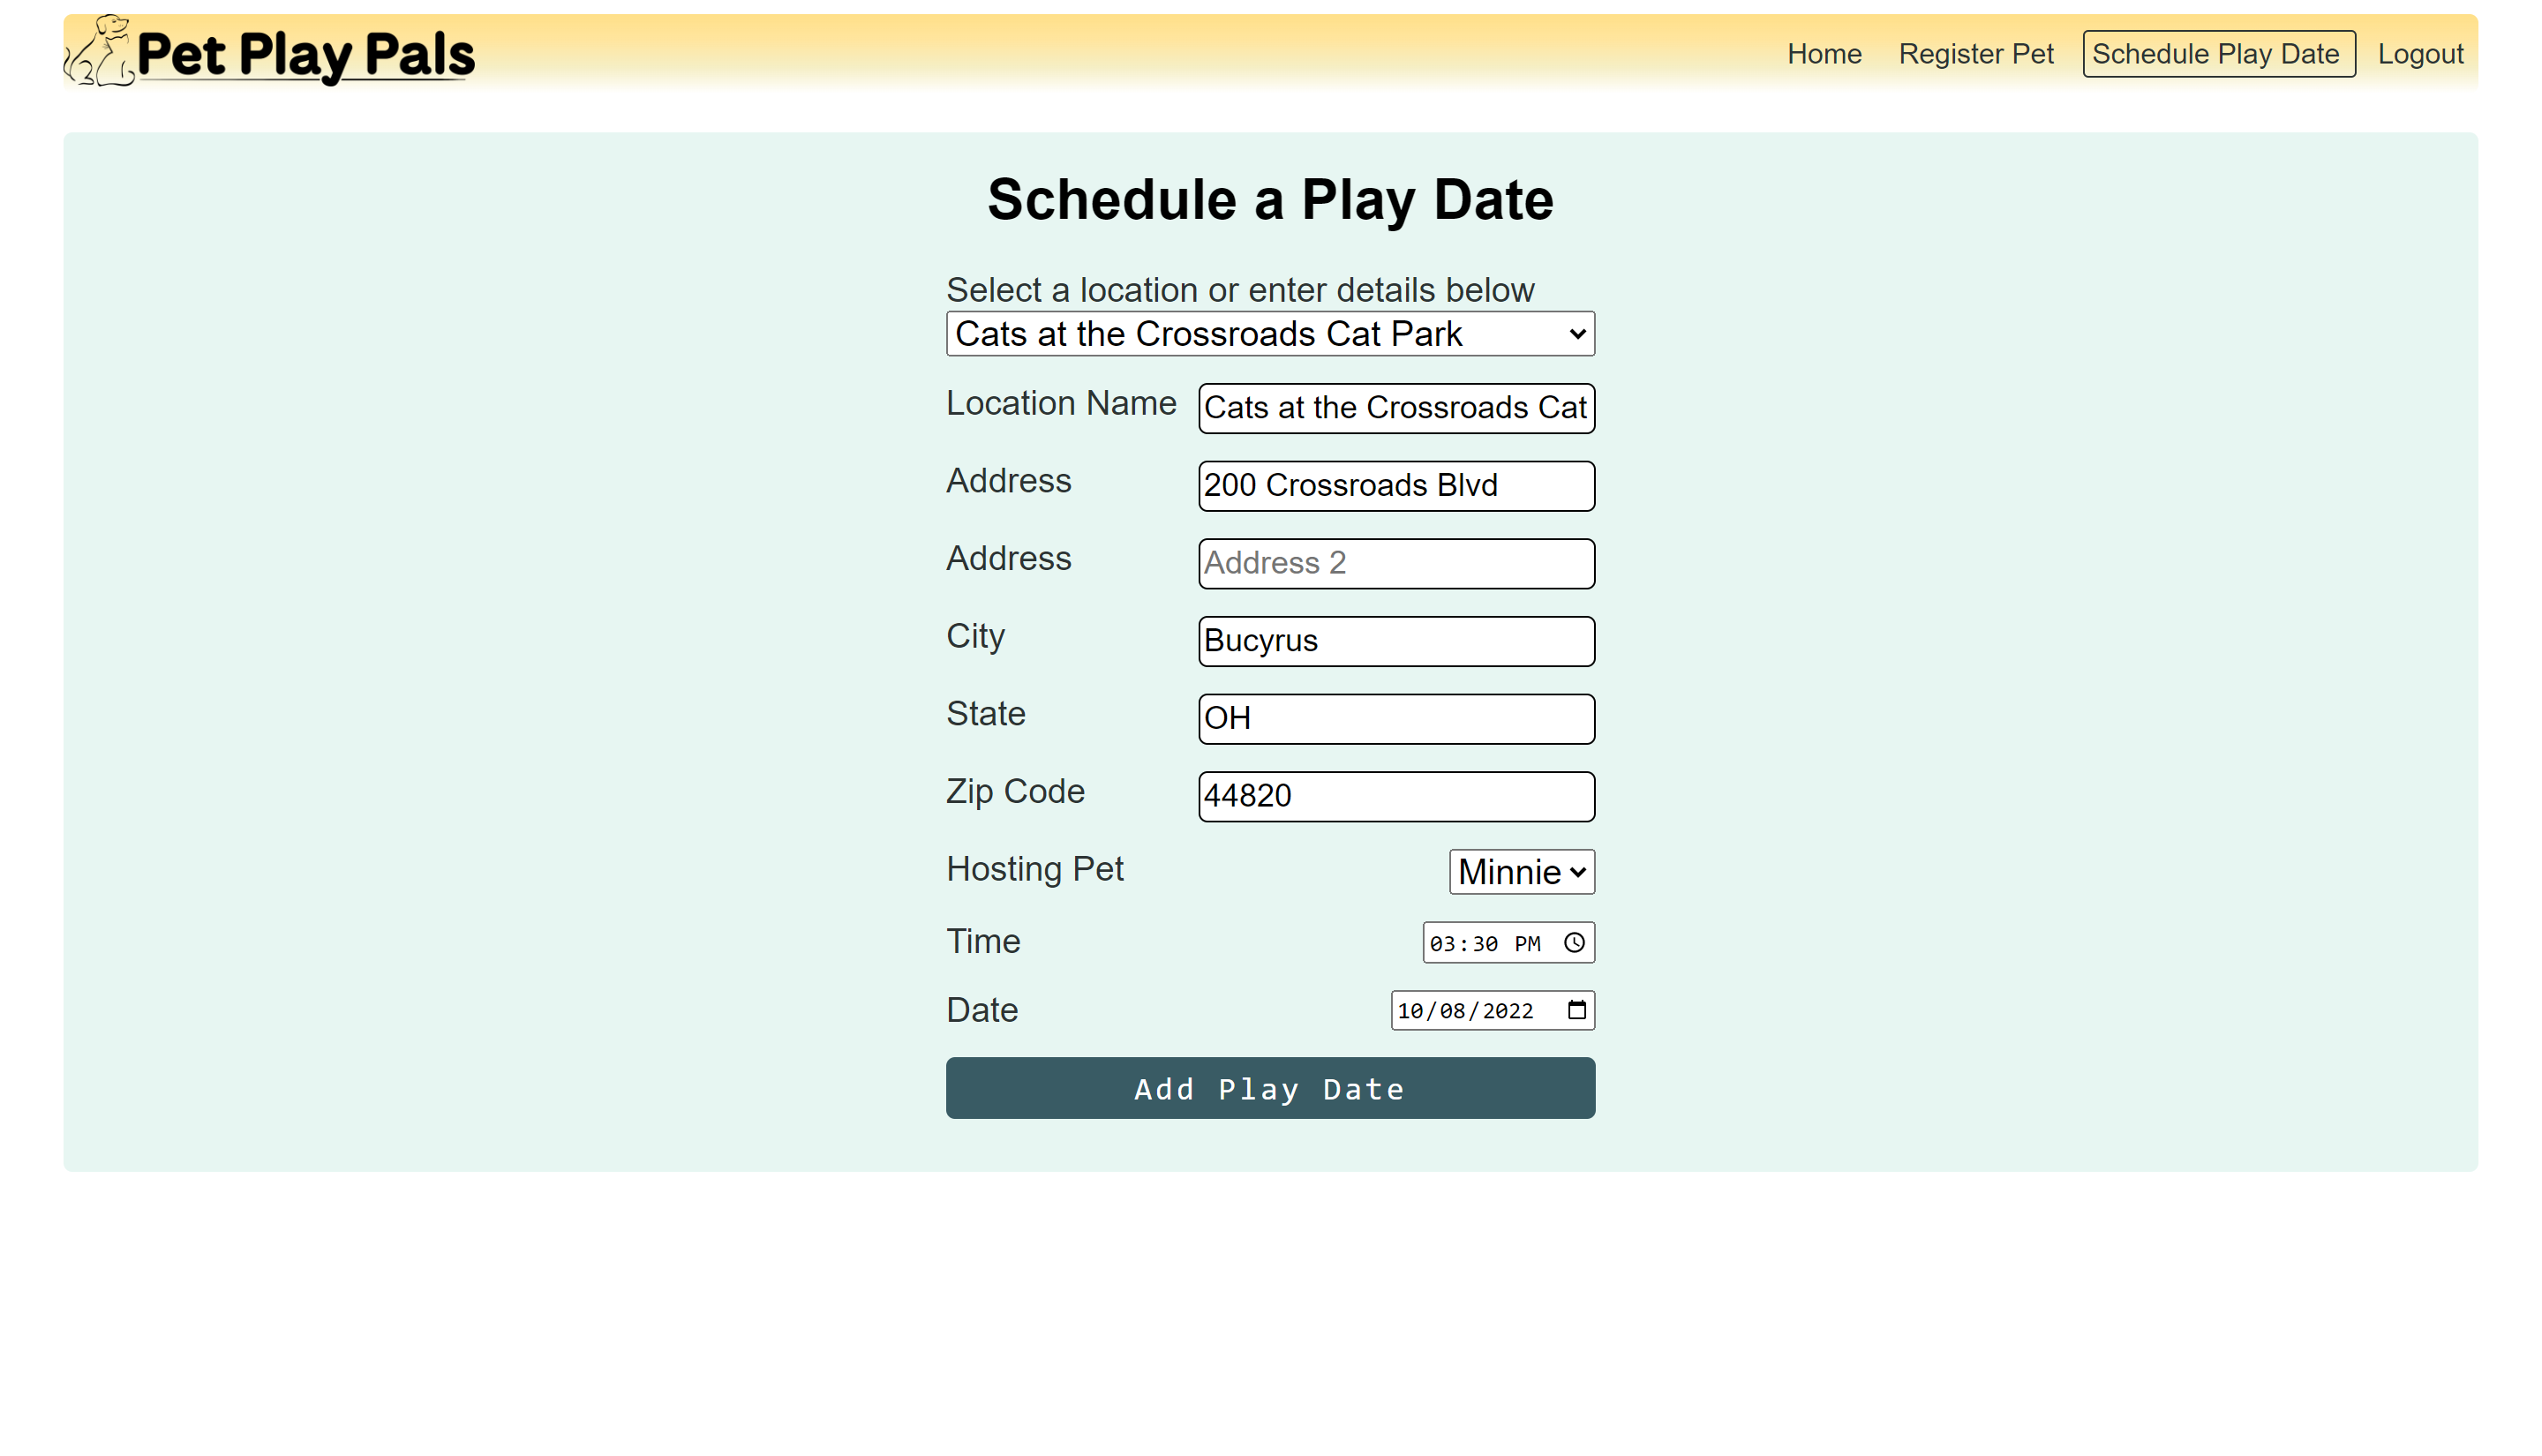 Pet Play Pals
Home Register Pet Schedule Play Date Logout
Schedule a Play Date
Select a location or enter details below
Cats at the Crossroads Cat Park
Location Name Cats at the Crossroads Cat
Address 200 Crossroads Blvd
Address Address 2
City Bucyrus
State OH
Zip Code 44820
Hosting Pet Minnie
Time 03:30 PM
Date 10/08/2022
Add Play Date